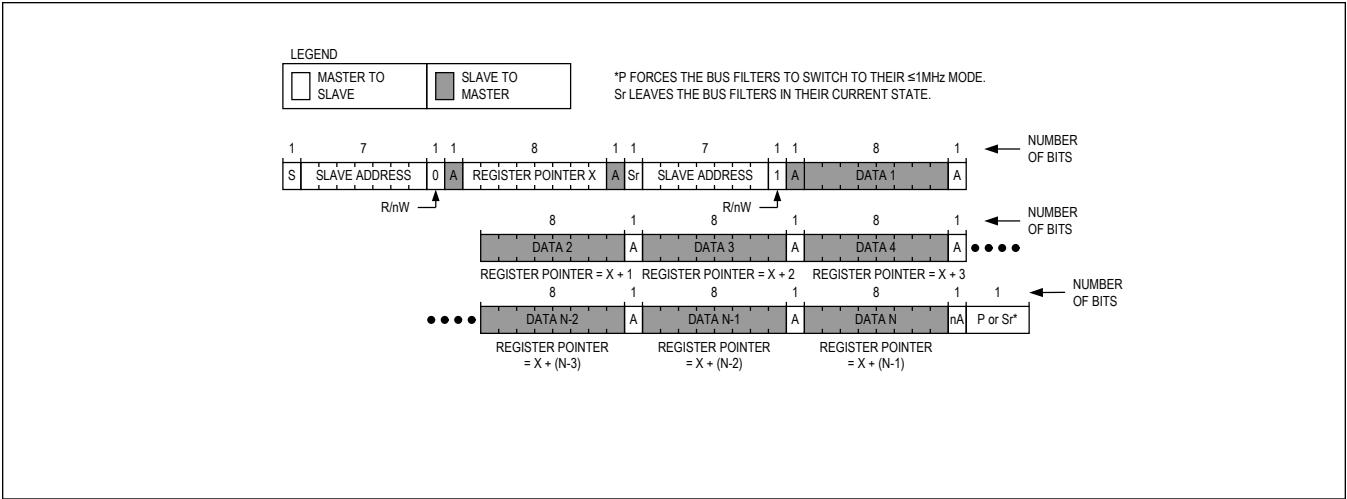 LEGEND
MASTER TO SLAVE
SLAVE TO MASTER
*P FORCES THE BUS FILTERS TO SWITCH TO THEIR ≤1MHz MODE.
Sr LEAVES THE BUS FILTERS IN THEIR CURRENT STATE.
1 7 1 1 8 1 1 7 1 1 8 1 NUMBER OF BITS
S SLAVE ADDRESS 0 A REGISTER POINTER X A Sr SLAVE ADDRESS 1 A DATA 1 A
R/nW R/nW
8 1 8 1 8 1 NUMBER OF BITS
DATA 2 A DATA 3 A DATA 4 A
REGISTER POINTER = X + 1 REGISTER POINTER = X + 2 REGISTER POINTER = X + 3
8 1 8 1 8 1 1 NUMBER OF BITS
DATA N-2 A DATA N-1 A DATA N nA P or Sr*
REGISTER POINTER = X + (N-3) REGISTER POINTER = X + (N-2) REGISTER POINTER = X + (N-1)